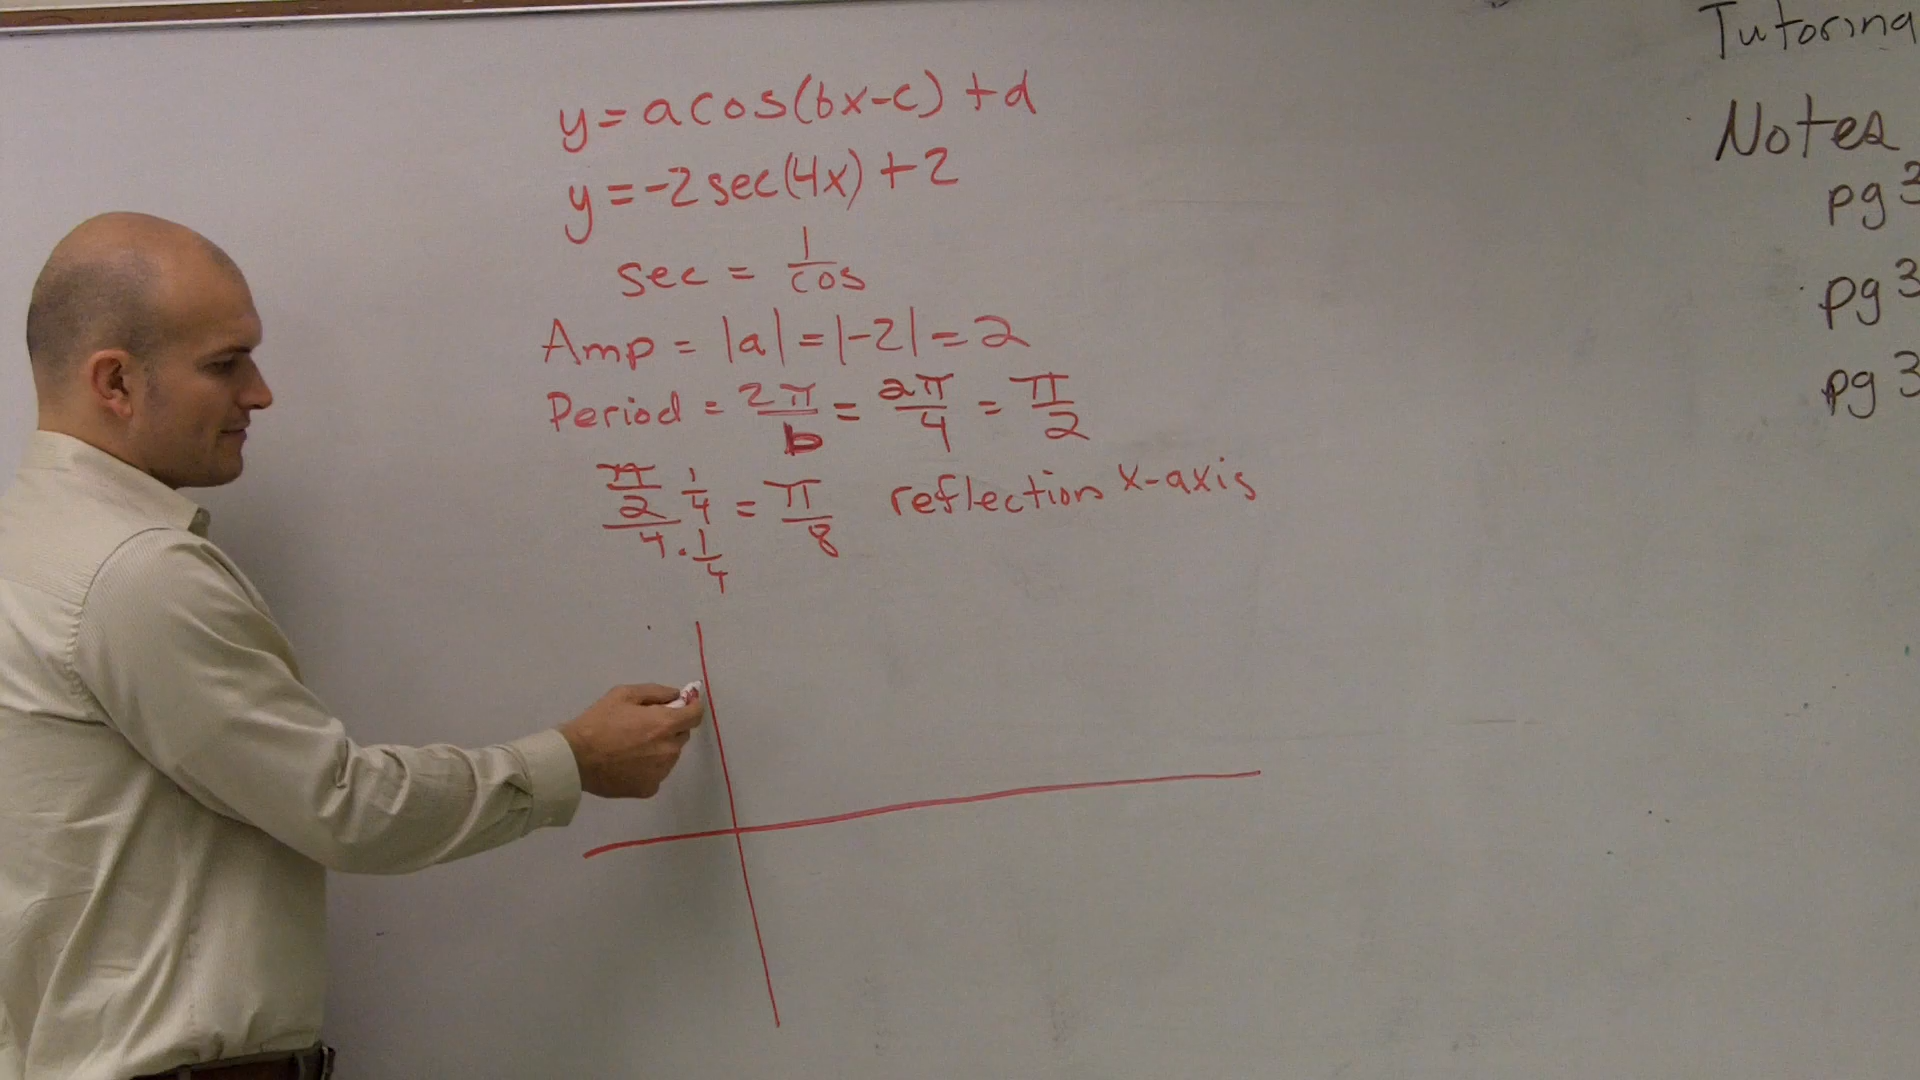 y = a cos(bx-c) + d
y = -2 sec(4x) + 2
sec = 1/cos
Amp = |a| = |-2| = 2
Period = 2π/b = 2π/4 = π/2
π/2 1/4 / 4 · 1/4 = π/8 reflection x-axis
Tutoring
Notes
pg 3
pg 3
pg 3